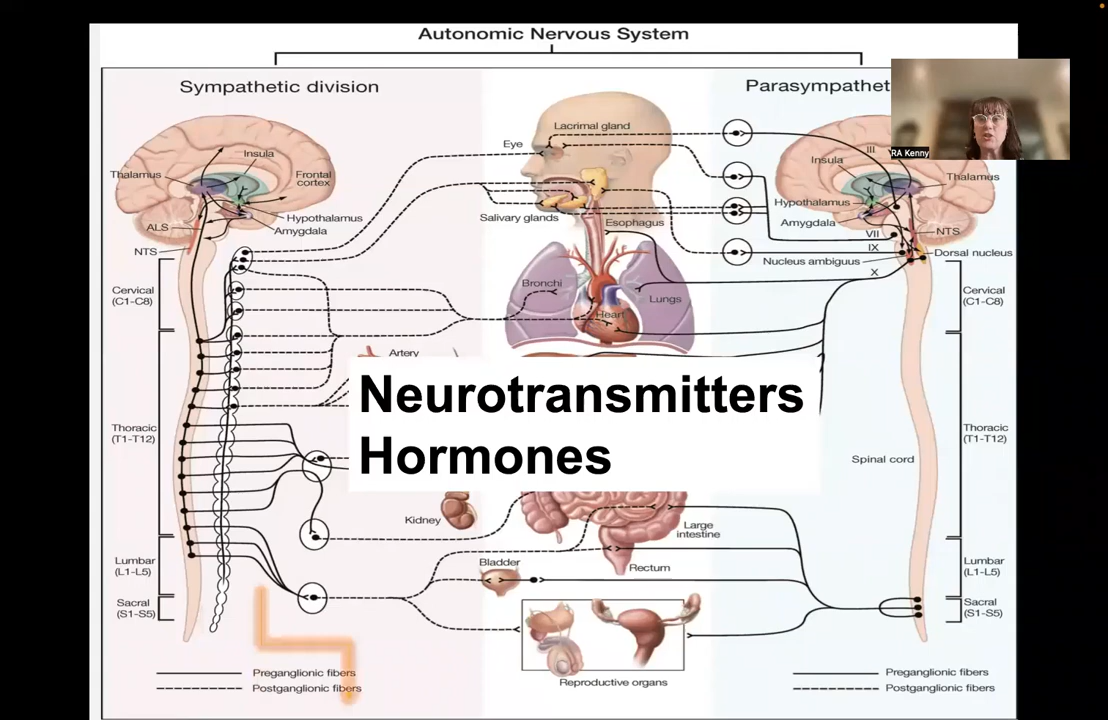 Autonomic Nervous System
Sympathetic division
Parasympathet
RA Kenny
Lacrimal gland
Eye
Salivary glands
Esophagus
Bronchi
Lungs
Heart
Artery
Insula
Thalamus
Frontal
cortex
Hypothalamus
Amygdala
ALS
NTS
Cervical
(C1-C8)
Thoracic
(T1-T12)
Lumbar
(L1-L5)
Sacral
(S1-S5)
III
Insula
Thalamus
Hypothalamus
Amygdala
VII
NTS
IX
Nucleus ambiguus
Dorsal nucleus
X
Cervical
(C1-C8)
Thoracic
(T1-T12)
Spinal cord
Lumbar
(L1-L5)
Sacral
(S1-S5)
Neurotransmitters
Hormones
Kidney
Large
intestine
Bladder
Rectum
Reproductive organs
Preganglionic fibers
Postganglionic fibers
Preganglionic fibers
Postganglionic fibers